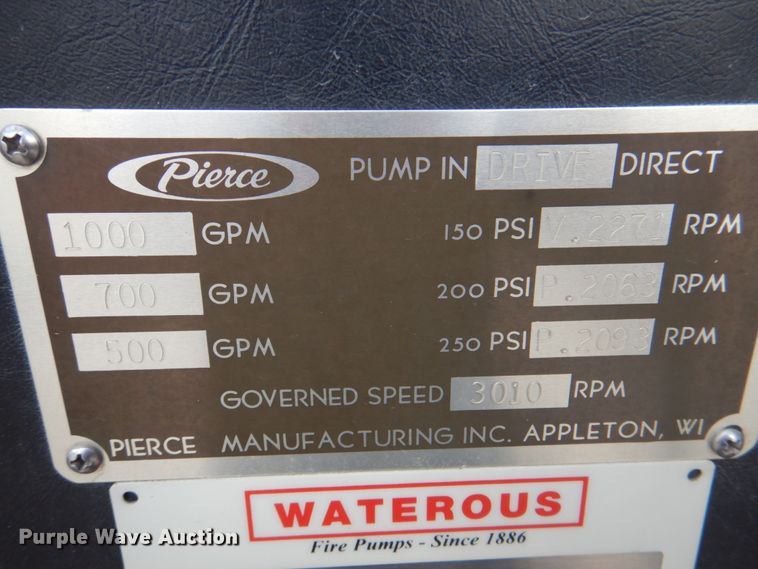 Pierce PUMP IN DRIVE DIRECT
1000 GPM 150 PSI V.2271 RPM
700 GPM 200 PSI P.2063 RPM
500 GPM 250 PSI P.2093 RPM
GOVERNED SPEED 3010 RPM
PIERCE MANUFACTURING INC. APPLETON, WI
WATEROUS
Fire Pumps - Since 1886
Purple Wave Auction